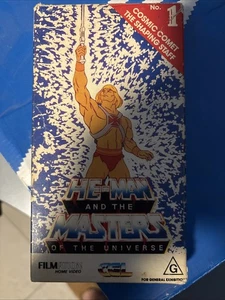 No.
1
COSMIC COMET
THE SHAPING STAFF
HE-MAN
AND THE
MASTERS
OF THE UNIVERSE
FILM
HOME VIDEO
G
FOR GENERAL EXHIBITION